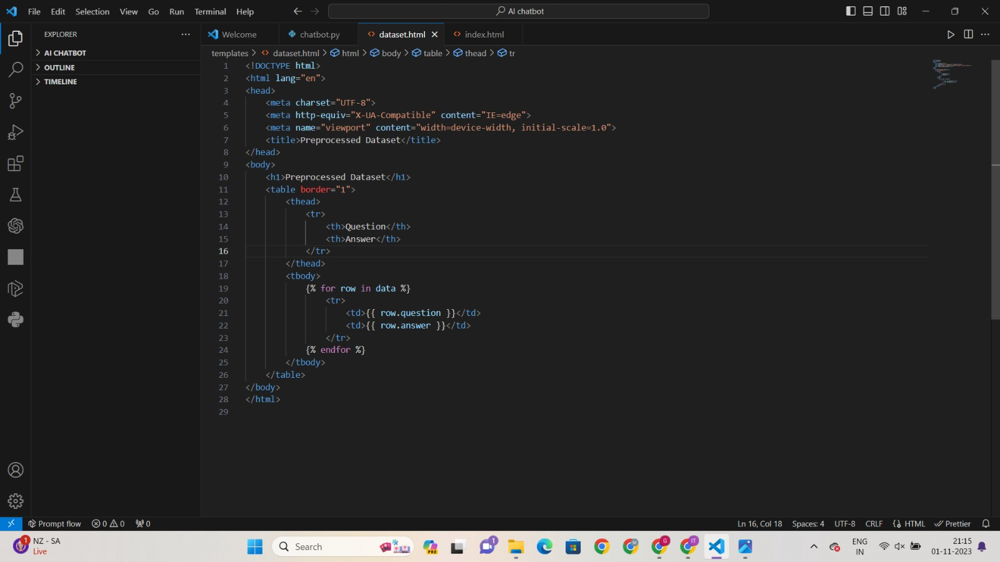 File Edit Selection View Go Run Terminal Help AI chatbot
EXPLORER
AI CHATBOT
OUTLINE
TIMELINE
Welcome chatbot.py dataset.html index.html
templates > dataset.html > html > body > table > thead > tr
1 <!DOCTYPE html>
2 <html lang="en">
3 <head>
4 <meta charset="UTF-8">
5 <meta http-equiv="X-UA-Compatible" content="IE=edge">
6 <meta name="viewport" content="width=device-width, initial-scale=1.0">
7 <title>Preprocessed Dataset</title>
8 </head>
9 <body>
10 <h1>Preprocessed Dataset</h1>
11 <table border="1">
12 <thead>
13 <tr>
14 <th>Question</th>
15 <th>Answer</th>
16 </tr>
17 </thead>
18 <tbody>
19 {% for row in data %}
20 <tr>
21 <td>{{ row.question }}</td>
22 <td>{{ row.answer }}</td>
23 </tr>
24 {% endfor %}
25 </tbody>
26 </table>
27 </body>
28 </html>
29
Prompt flow 0 0 0 Ln 16, Col 18 Spaces: 4 UTF-8 CRLF HTML Prettier
1 NZ - SA
Live
Search PRE 1 M G IT
ENG
IN
21:15
01-11-2023